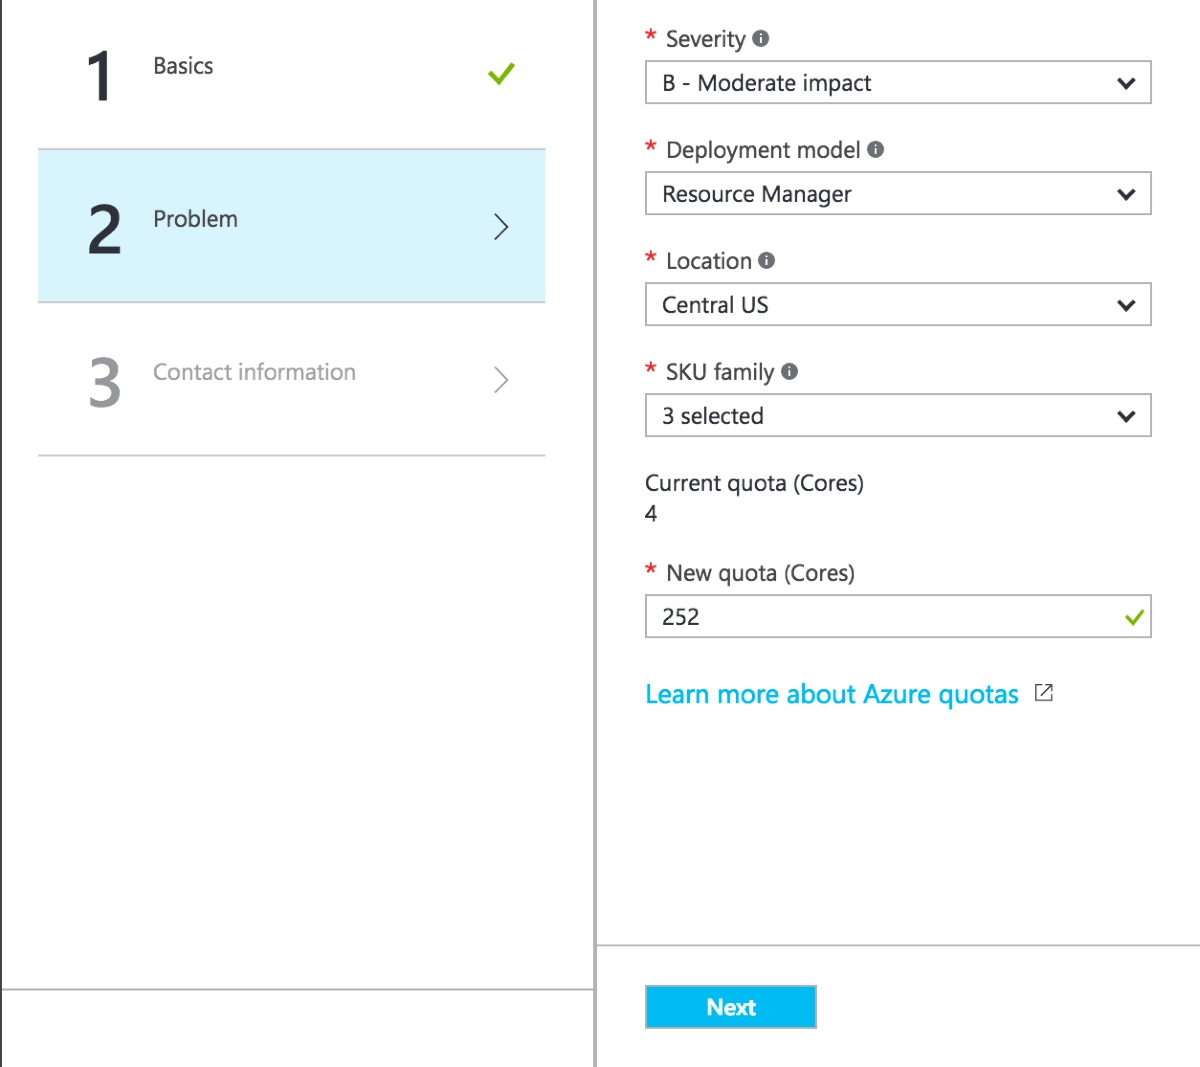 1 Basics
2 Problem
3 Contact information
* Severity
B - Moderate impact
* Deployment model
Resource Manager
* Location
Central US
* SKU family
3 selected
Current quota (Cores)
4
* New quota (Cores)
252
Learn more about Azure quotas
Next